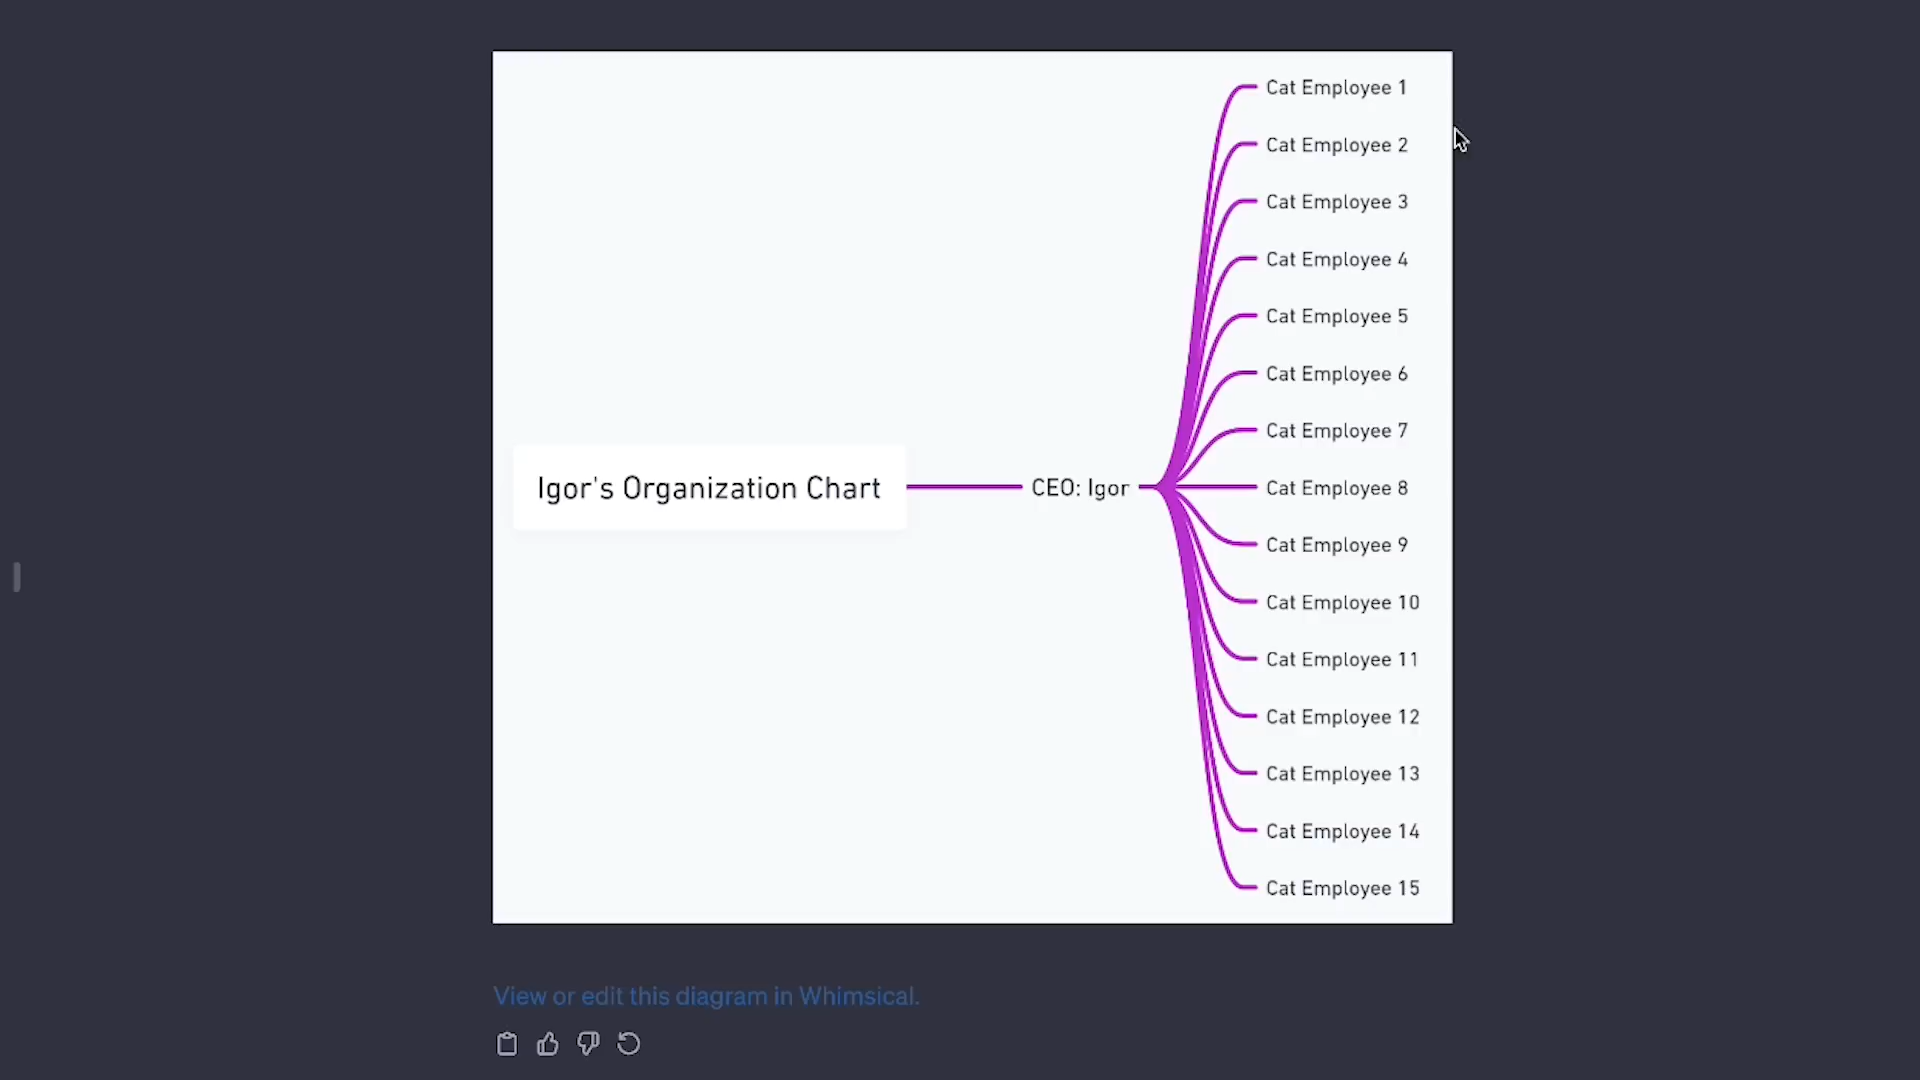 Cat Employee 1
Cat Employee 2
Cat Employee 3
Cat Employee 4
Cat Employee 5
Cat Employee 6
Cat Employee 7
Igor's Organization Chart
CEO: Igor
Cat Employee 8
Cat Employee 9
Cat Employee 10
Cat Employee 11
Cat Employee 12
Cat Employee 13
Cat Employee 14
Cat Employee 15
View or edit this diagram in Whimsical.